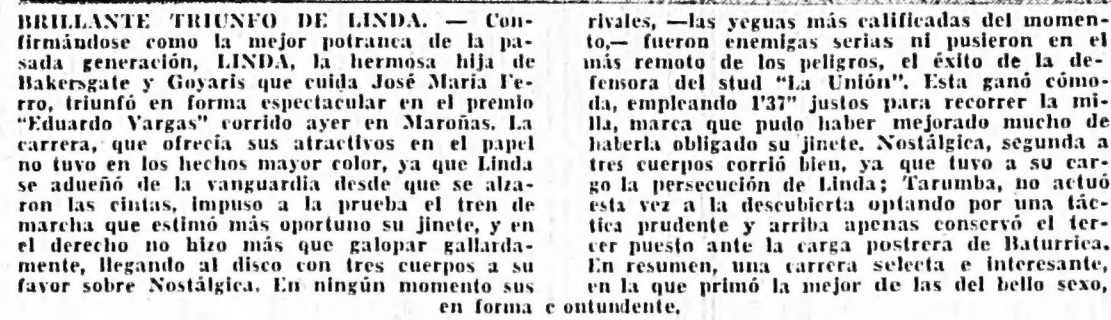 BRILLANTE TRIUNFO DE LINDA. — Con-
firmándose como la mejor potranca de la pa-
sada generación, LINDA, la hermosa hija de
Bakersgate y Goyaris que cuida José María Fe-
rro, triunfó en forma espectacular en el premio
"Eduardo Vargas" corrido ayer en Maroñas. La
carrera, que ofrecía sus atractivos en el papel
no tuvo en los hechos mayor color, ya que Linda
se adueñó de la vanguardia desde que se alza-
ron las cintas, impuso a la prueba el tren de
marcha que estimó más oportuno su jinete, y en
el derecho no hizo más que galopar gallarda-
mente, llegando al disco con tres cuerpos a su
favor sobre Nostálgica. En ningún momento sus
rivales, —las yeguas más calificadas del momen-
to,— fueron enemigas serias ni pusieron en el
más remoto de los peligros, el éxito de la de-
fensora del stud "La Unión". Esta ganó cómo-
da, empleando 1'37" justos para recorrer la mi-
lla, marca que pudo haber mejorado mucho de
haberla obligado su jinete. Nostálgica, segunda a
tres cuerpos corrió bien, ya que tuvo a su car-
go la persecución de Linda; Tarumba, no actuó
esta vez a la descubierta optando por una tác-
tica prudente y arriba apenas conservó el ter-
cer puesto ante la carga postrera de Baturrica.
En resumen, una carrera selecta e interesante,
en la que primó la mejor de las del bello sexo,
en forma c ontundente.